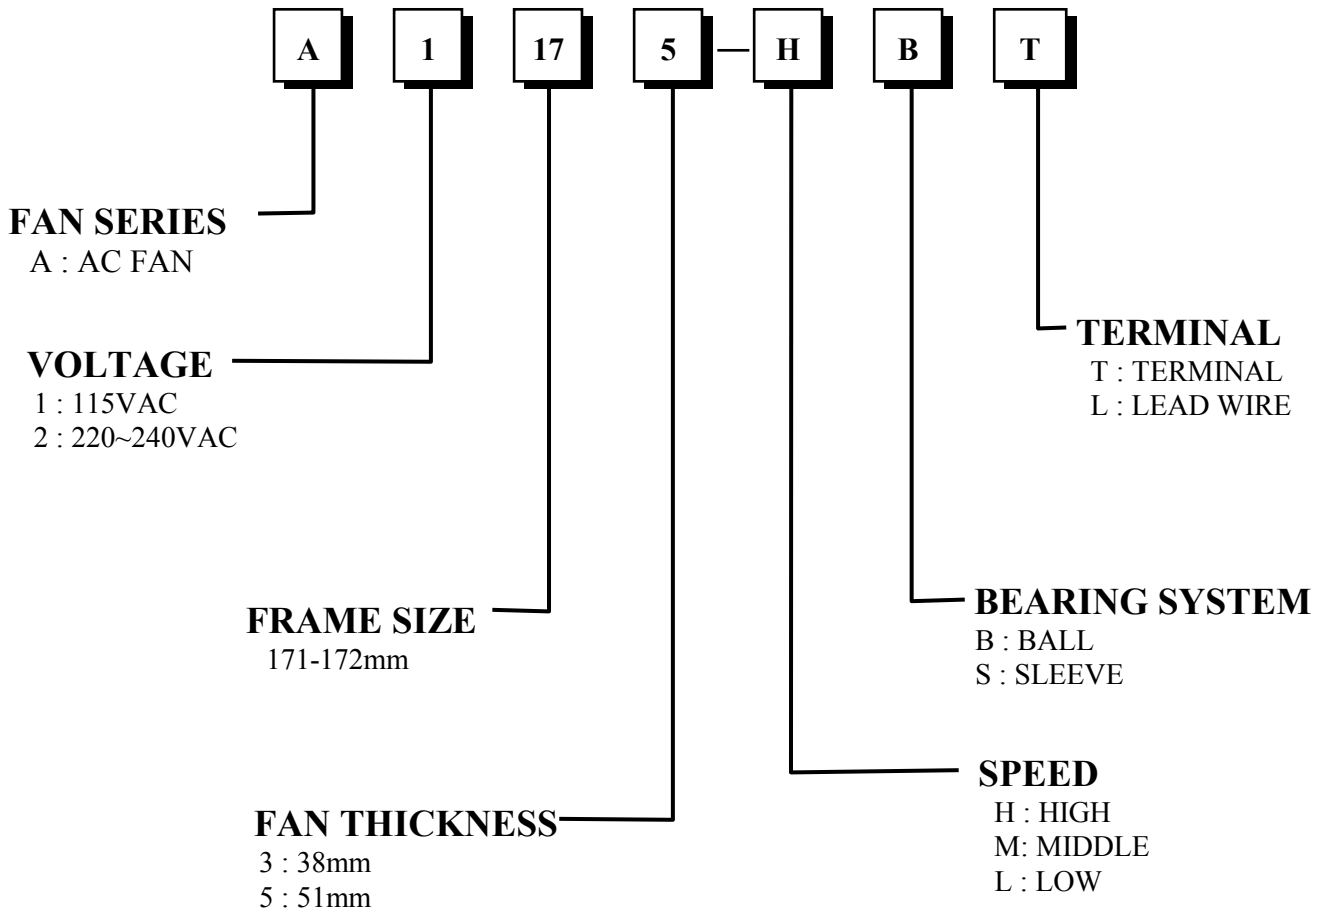 A 1 17 5 — H B T
FAN SERIES
A : AC FAN
VOLTAGE
1 : 115VAC
2 : 220~240VAC
TERMINAL
T : TERMINAL
L : LEAD WIRE
FRAME SIZE
171-172mm
BEARING SYSTEM
B : BALL
S : SLEEVE
FAN THICKNESS
3 : 38mm
5 : 51mm
SPEED
H : HIGH
M: MIDDLE
L : LOW